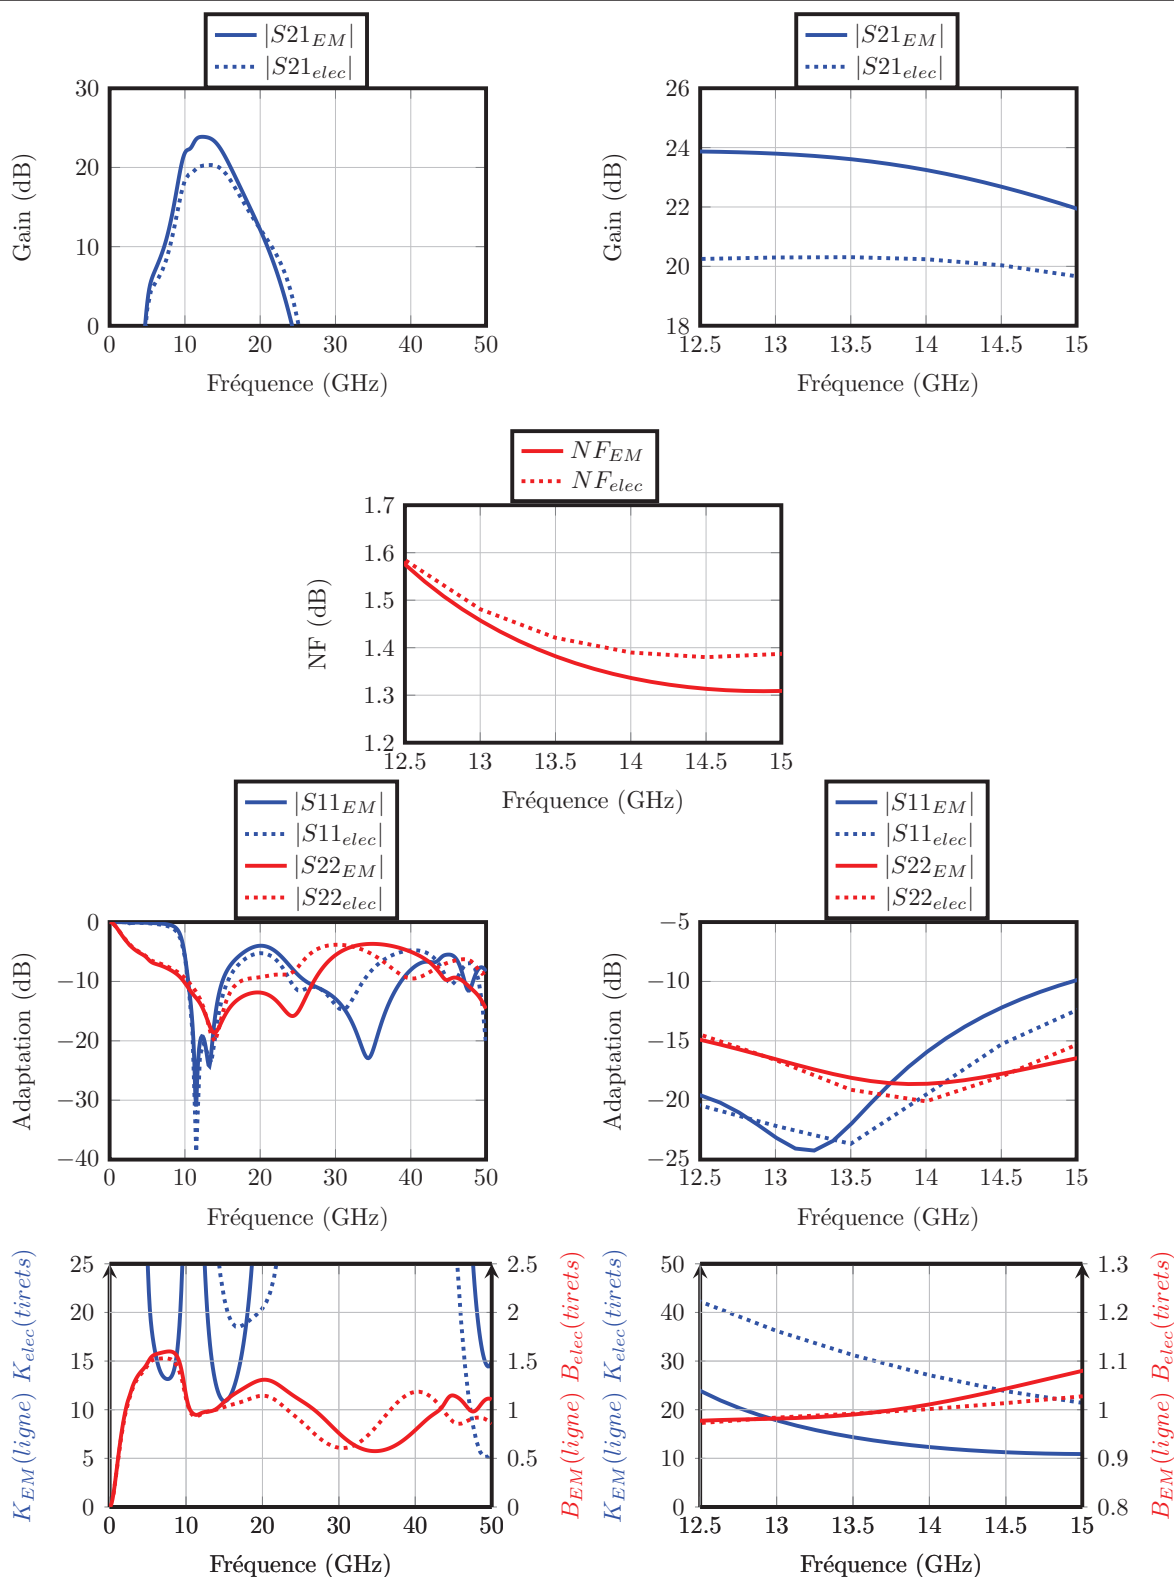 |S21_EM|
|S21_elec|
30
20
10
0
0 10 20 30 40 50
Gain (dB)
Fréquence (GHz)
|S21_EM|
|S21_elec|
26
24
22
20
18
12.5 13 13.5 14 14.5 15
Gain (dB)
Fréquence (GHz)
NF_EM
NF_elec
1.7
1.6
1.5
1.4
1.3
1.2
12.5 13 13.5 14 14.5 15
NF (dB)
Fréquence (GHz)
|S11_EM|
|S11_elec|
|S22_EM|
|S22_elec|
0
−10
−20
−30
−40
0 10 20 30 40 50
Adaptation (dB)
Fréquence (GHz)
|S11_EM|
|S11_elec|
|S22_EM|
|S22_elec|
−5
−10
−15
−20
−25
12.5 13 13.5 14 14.5 15
Adaptation (dB)
Fréquence (GHz)
K_EM(ligne) K_elec(tirets)
25
20
15
10
5
0
0 10 20 30 40 50
2.5
2
1.5
1
0.5
0
B_EM(ligne) B_elec(tirets)
Fréquence (GHz)
K_EM(ligne) K_elec(tirets)
50
40
30
20
10
0
12.5 13 13.5 14 14.5 15
1.3
1.2
1.1
1
0.9
0.8
B_EM(ligne) B_elec(tirets)
Fréquence (GHz)